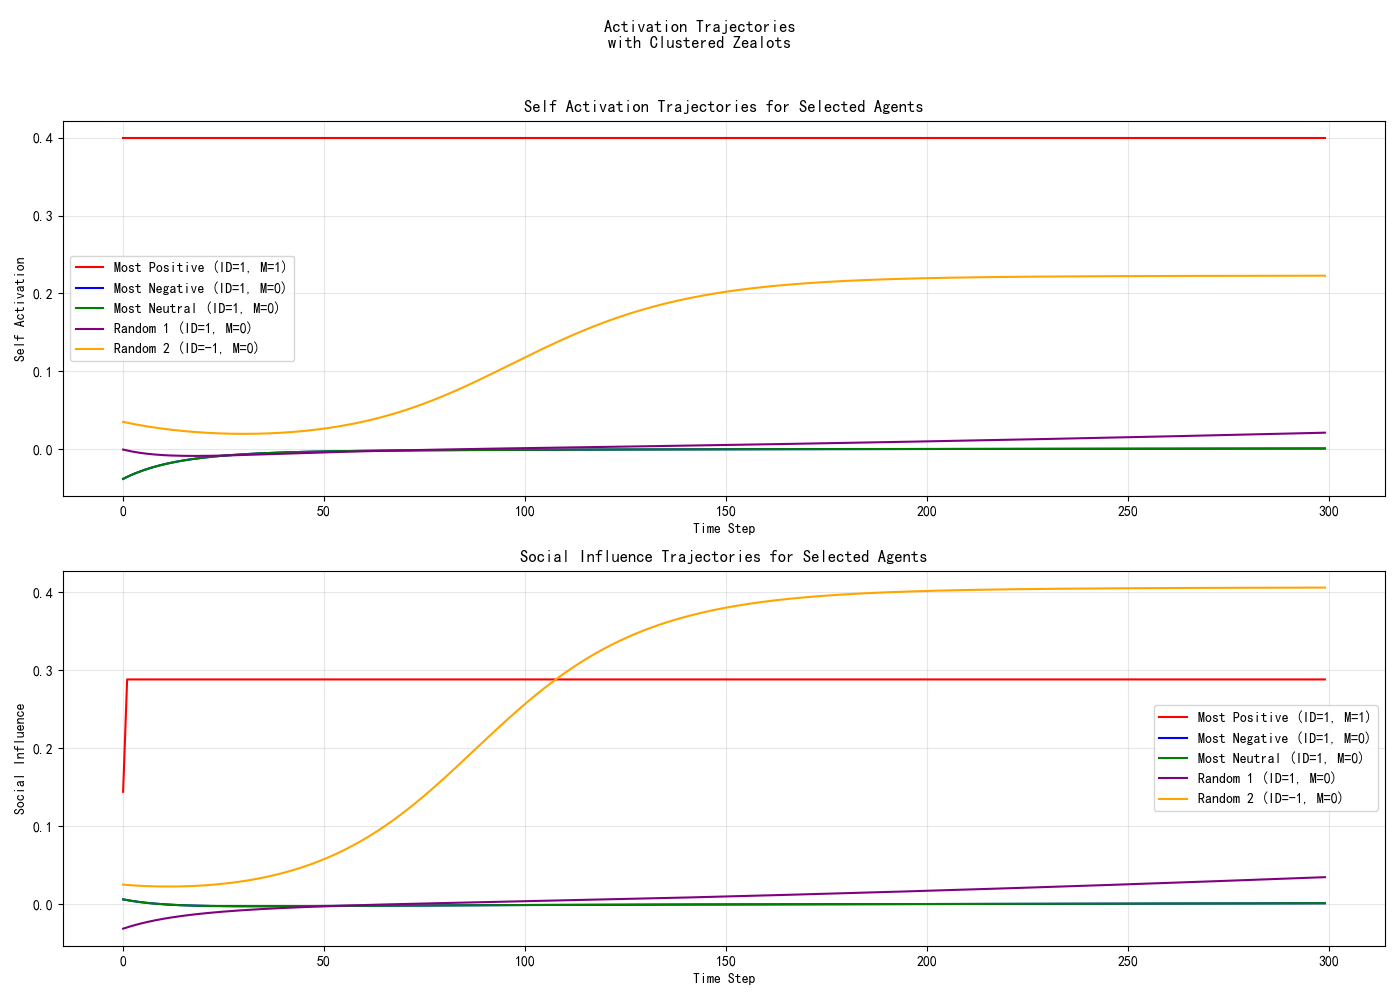 Activation Trajectories
with Clustered Zealots
Self Activation Trajectories for Selected Agents
Self Activation
0.4
0.3
0.2
0.1
0.0
Most Positive (ID=1, M=1)
Most Negative (ID=1, M=0)
Most Neutral (ID=1, M=0)
Random 1 (ID=1, M=0)
Random 2 (ID=-1, M=0)
0 50 100 150 200 250 300
Time Step
Social Influence Trajectories for Selected Agents
Social Influence
0.4
0.3
0.2
0.1
0.0
Most Positive (ID=1, M=1)
Most Negative (ID=1, M=0)
Most Neutral (ID=1, M=0)
Random 1 (ID=1, M=0)
Random 2 (ID=-1, M=0)
0 50 100 150 200 250 300
Time Step